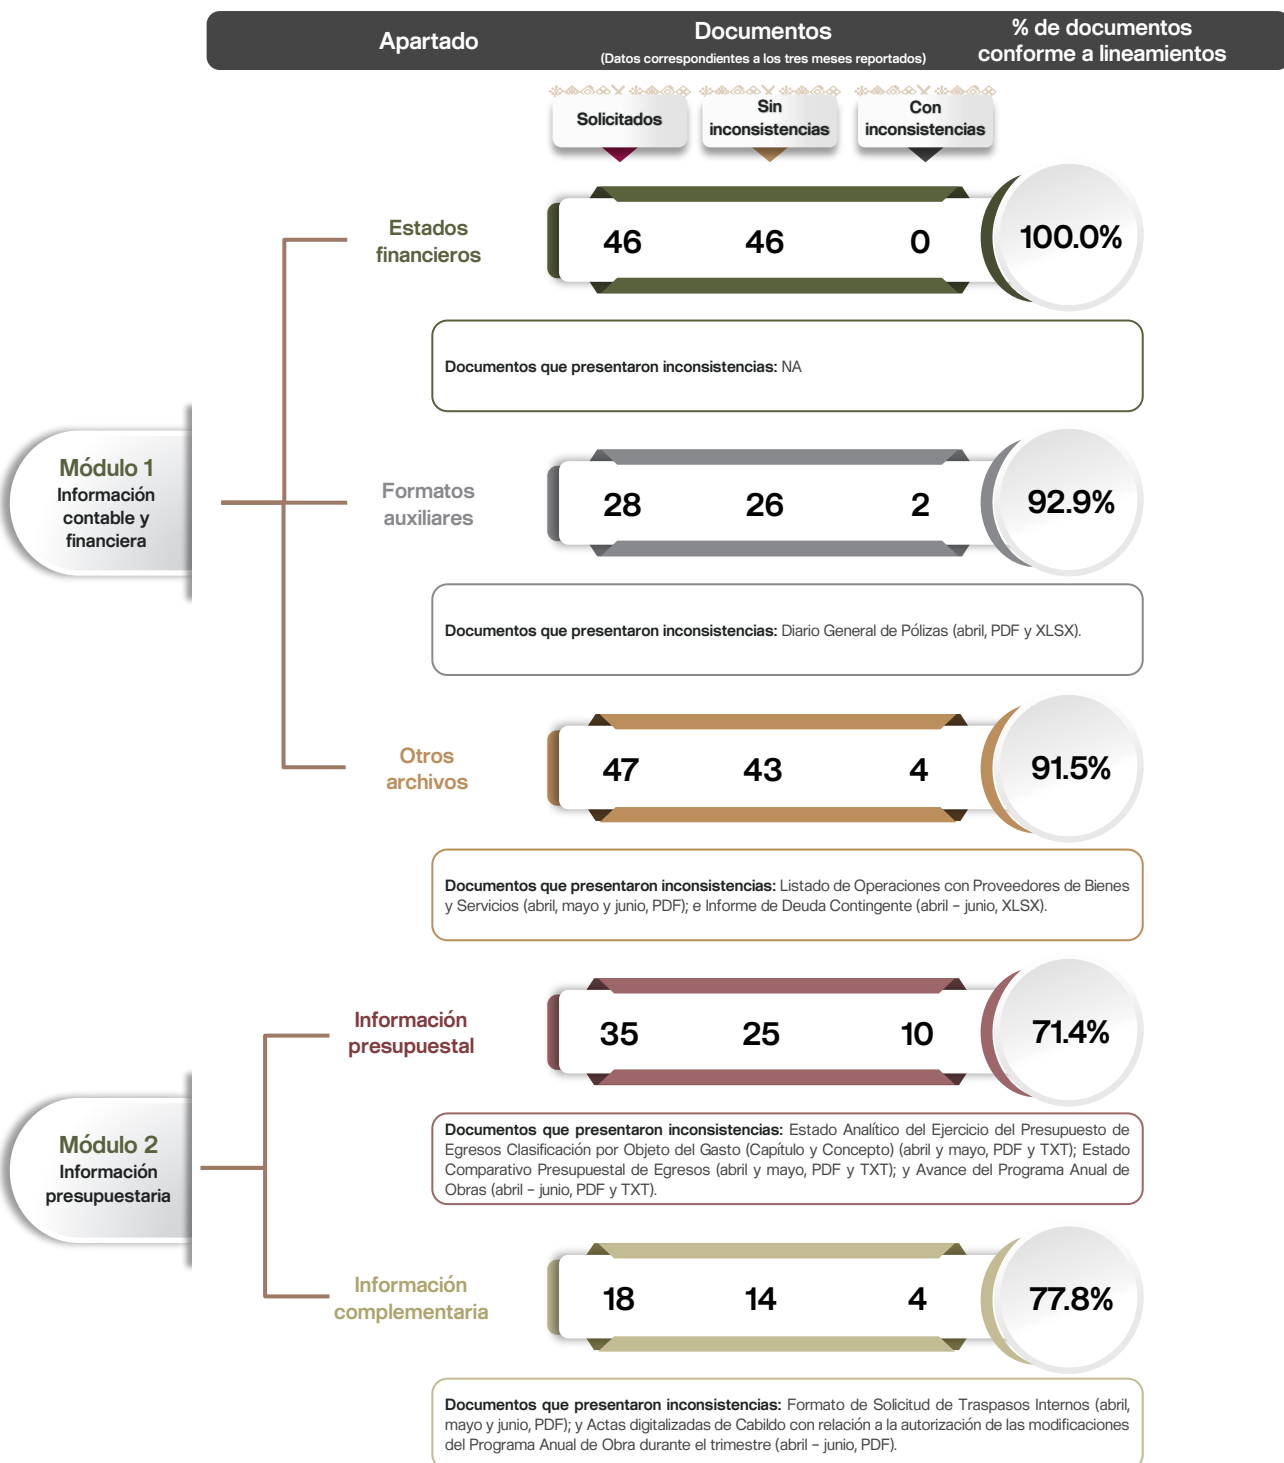 Apartado
Documentos
(Datos correspondientes a los tres meses reportados)
% de documentos
conforme a lineamientos
Solicitados
Sin
inconsistencias
Con
inconsistencias
Módulo 1
Información
contable y
financiera
Estados
financieros
46 46 0 100.0%
Documentos que presentaron inconsistencias: NA
Formatos
auxiliares
28 26 2 92.9%
Documentos que presentaron inconsistencias: Diario General de Pólizas (abril, PDF y XLSX).
Otros
archivos
47 43 4 91.5%
Documentos que presentaron inconsistencias: Listado de Operaciones con Proveedores de Bienes
y Servicios (abril, mayo y junio, PDF); e Informe de Deuda Contingente (abril – junio, XLSX).
Módulo 2
Información
presupuestaria
Información
presupuestal
35 25 10 71.4%
Documentos que presentaron inconsistencias: Estado Analítico del Ejercicio del Presupuesto de
Egresos Clasificación por Objeto del Gasto (Capítulo y Concepto) (abril y mayo, PDF y TXT); Estado
Comparativo Presupuestal de Egresos (abril y mayo, PDF y TXT); y Avance del Programa Anual de
Obras (abril – junio, PDF y TXT).
Información
complementaria
18 14 4 77.8%
Documentos que presentaron inconsistencias: Formato de Solicitud de Traspasos Internos (abril,
mayo y junio, PDF); y Actas digitalizadas de Cabildo con relación a la autorización de las modificaciones
del Programa Anual de Obra durante el trimestre (abril – junio, PDF).